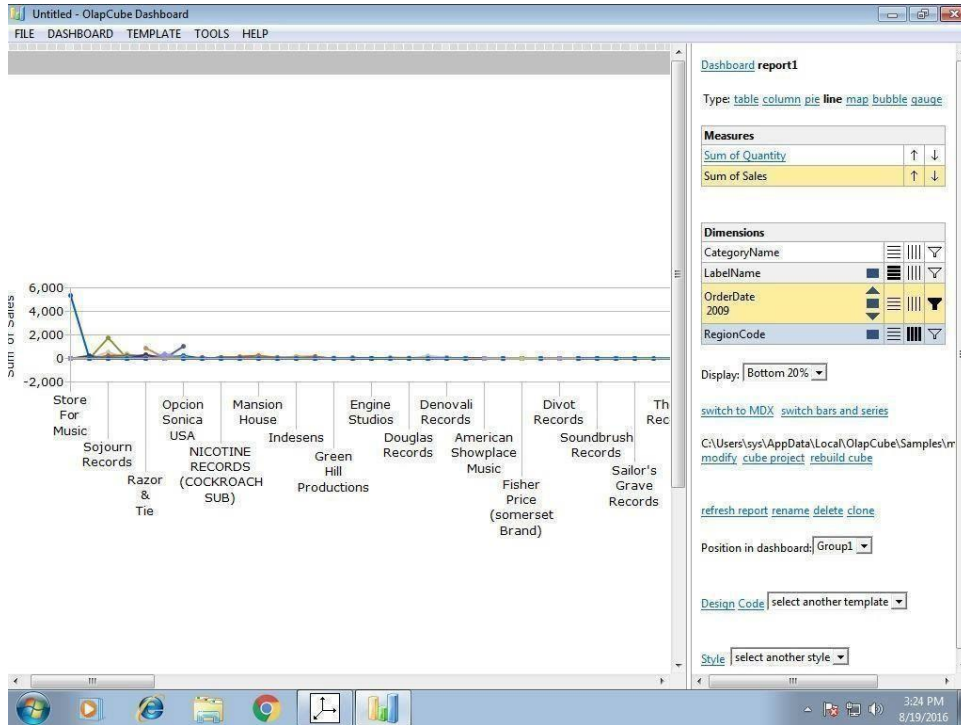 Untitled - OlapCube Dashboard
FILE DASHBOARD TEMPLATE TOOLS HELP
Sum of Sales
6,000
4,000
2,000
0
-2,000
Store
For
Music
Sojourn
Records
Razor
&
Tie
Opcion
Sonica
USA
NICOTINE
RECORDS
(COCKROACH
SUB)
Mansion
House
Indesens
Green
Hill
Productions
Engine
Studios
Douglas
Records
Denovali
Records
American
Showplace
Music
Fisher
Price
(somerset
Brand)
Divot
Records
Soundbrush
Records
Sailor's
Grave
Records
Th
Rec
Dashboard report1
Type: table column pie line map bubble gauge
Measures
Sum of Quantity ↑ ↓
Sum of Sales ↑ ↓
Dimensions
CategoryName
LabelName
OrderDate
2009
RegionCode
Display: Bottom 20%
switch to MDX switch bars and series
C:\Users\sys\AppData\Local\OlapCube\Samples\m
modify cube project rebuild cube
refresh report rename delete clone
Position in dashboard: Group1
Design Code select another template
Style select another style
3:24 PM
8/19/2016